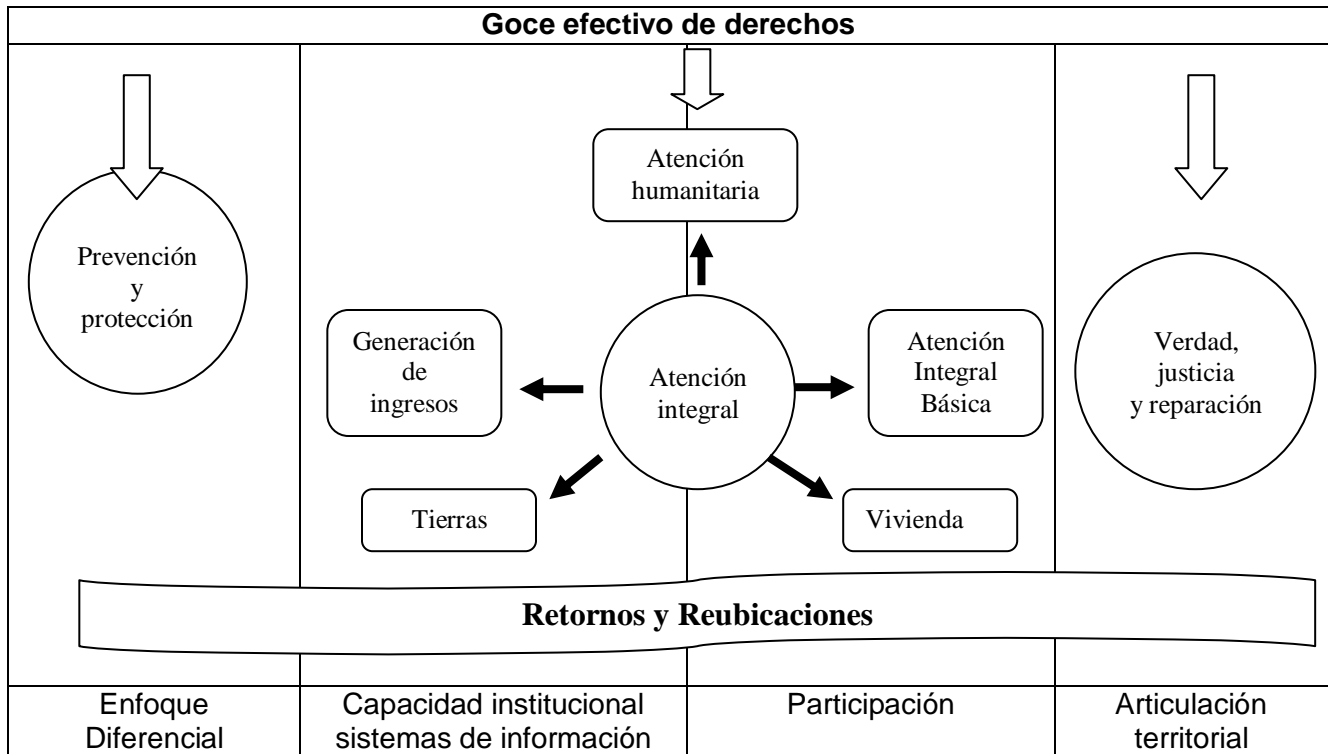 Goce efectivo de derechos
Atención
humanitaria
Prevención
y
protección
Generación
de
ingresos
Atención
integral
Atención
Integral
Básica
Verdad,
justicia
y reparación
Tierras
Vivienda
Retornos y Reubicaciones
Enfoque
Diferencial
Capacidad institucional
sistemas de información
Participación
Articulación
territorial